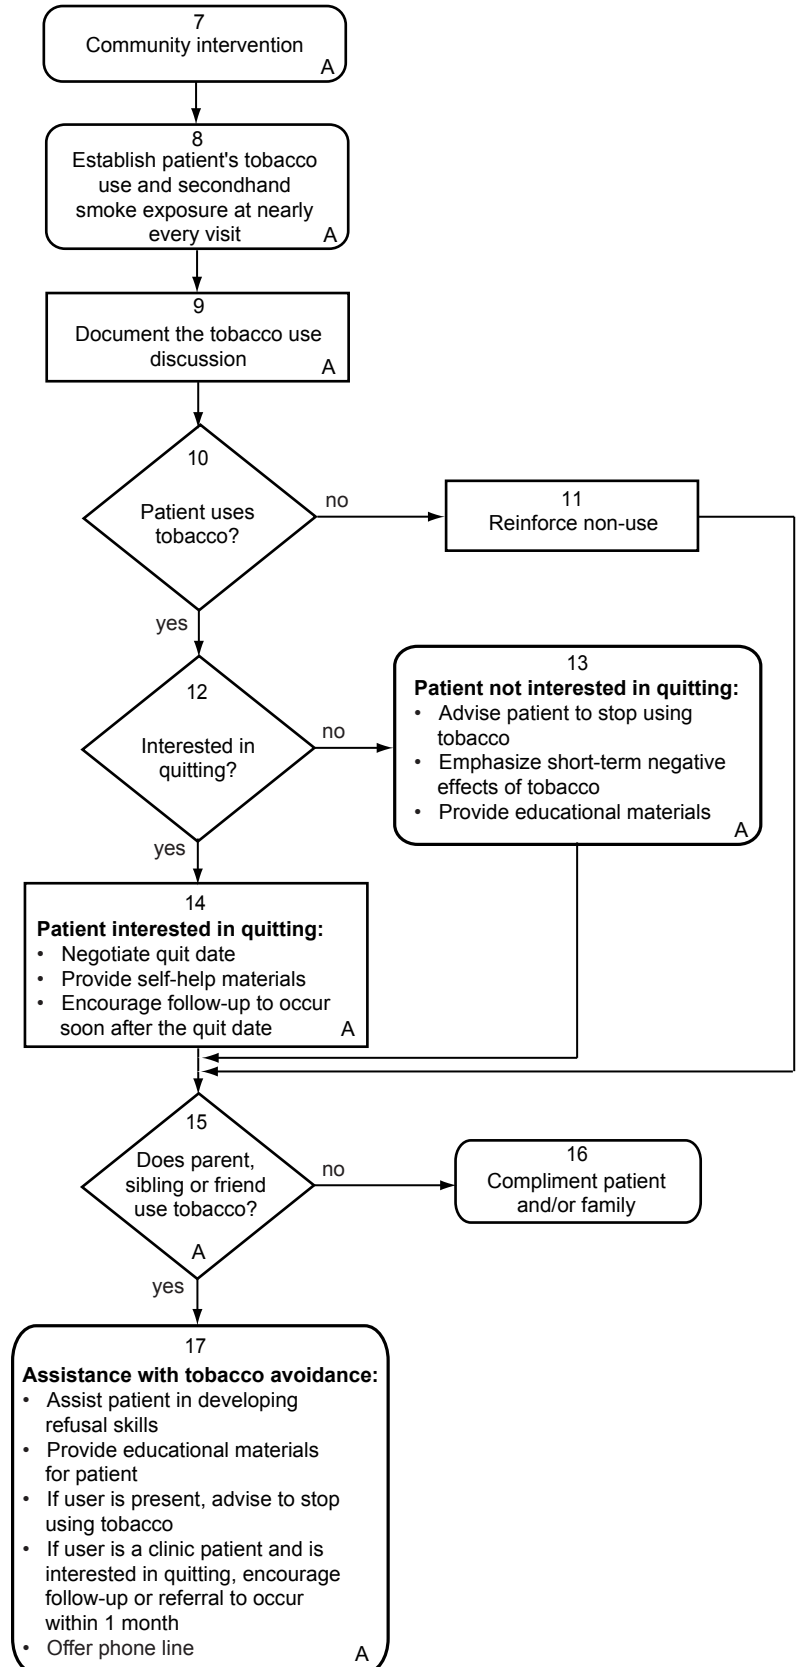 7
Community intervention
A
8
Establish patient's tobacco
use and secondhand
smoke exposure at nearly
every visit
A
9
Document the tobacco use
discussion
A
10
Patient uses
tobacco?
no
11
Reinforce non-use
yes
12
Interested in
quitting?
no
13
Patient not interested in quitting:
• Advise patient to stop using
tobacco
• Emphasize short-term negative
effects of tobacco
• Provide educational materials
A
yes
14
Patient interested in quitting:
• Negotiate quit date
• Provide self-help materials
• Encourage follow-up to occur
soon after the quit date
A
15
Does parent,
sibling or friend
use tobacco?
A
no
16
Compliment patient
and/or family
yes
17
Assistance with tobacco avoidance:
• Assist patient in developing
refusal skills
• Provide educational materials
for patient
• If user is present, advise to stop
using tobacco
• If user is a clinic patient and is
interested in quitting, encourage
follow-up or referral to occur
within 1 month
• Offer phone line
A